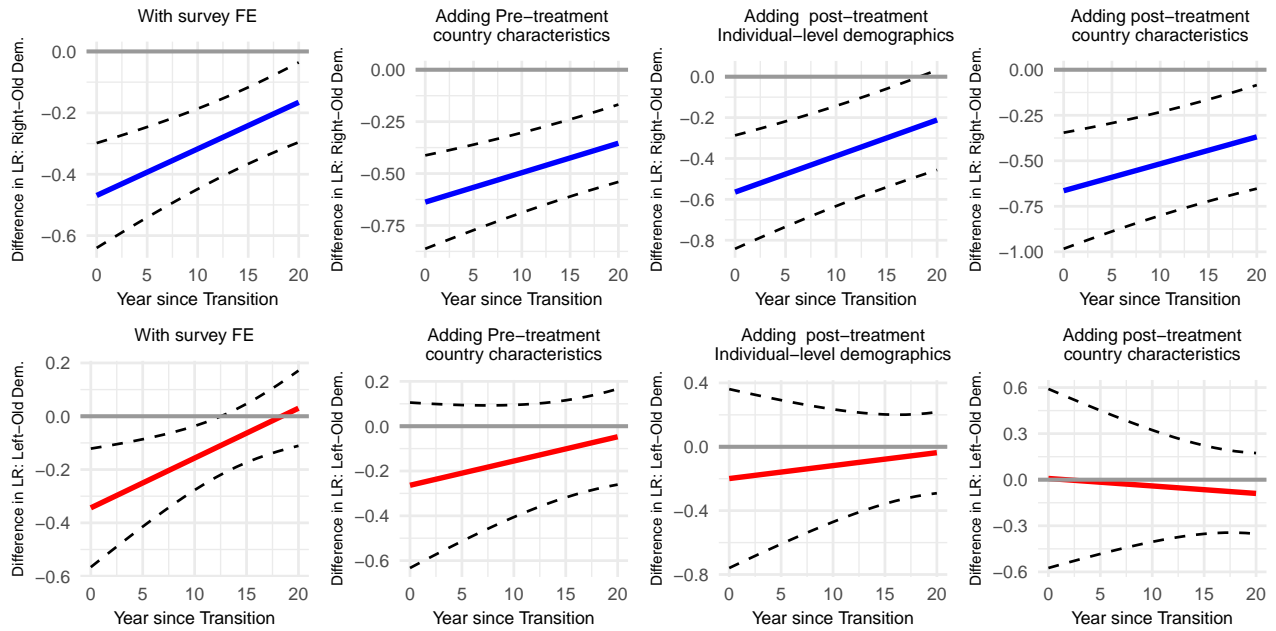 With survey FE
Difference in LR: Right−Old Dem.
0.0
−0.2
−0.4
−0.6
0 5 10 15 20
Year since Transition
Adding Pre−treatment
country characteristics
Difference in LR: Right−Old Dem.
0.00
−0.25
−0.50
−0.75
0 5 10 15 20
Year since Transition
Adding post−treatment
Individual−level demographics
Difference in LR: Right−Old Dem.
0.0
−0.2
−0.4
−0.6
−0.8
0 5 10 15 20
Year since Transition
Adding post−treatment
country characteristics
Difference in LR: Right−Old Dem.
0.00
−0.25
−0.50
−0.75
−1.00
0 5 10 15 20
Year since Transition
With survey FE
Difference in LR: Left−Old Dem.
0.2
0.0
−0.2
−0.4
−0.6
0 5 10 15 20
Year since Transition
Adding Pre−treatment
country characteristics
Difference in LR: Left−Old Dem.
0.2
0.0
−0.2
−0.4
−0.6
0 5 10 15 20
Year since Transition
Adding post−treatment
Individual−level demographics
Difference in LR: Left−Old Dem.
0.4
0.0
−0.4
−0.8
0 5 10 15 20
Year since Transition
Adding post−treatment
country characteristics
Difference in LR: Left−Old Dem.
0.6
0.3
0.0
−0.3
−0.6
0 5 10 15 20
Year since Transition